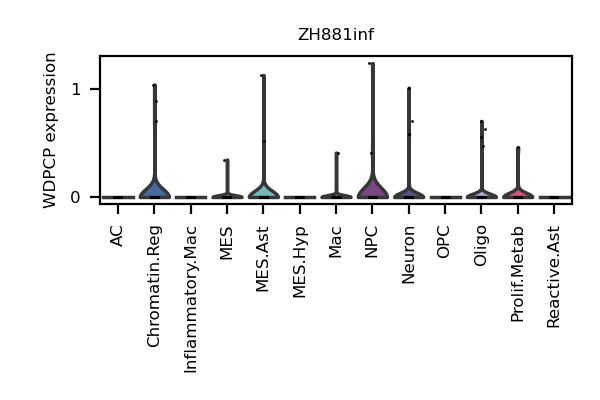 ZH881inf
WDPCP expression
1
0
AC
Chromatin.Reg
Inflammatory.Mac
MES
MES.Ast
MES.Hyp
Mac
NPC
Neuron
OPC
Oligo
Prolif.Metab
Reactive.Ast